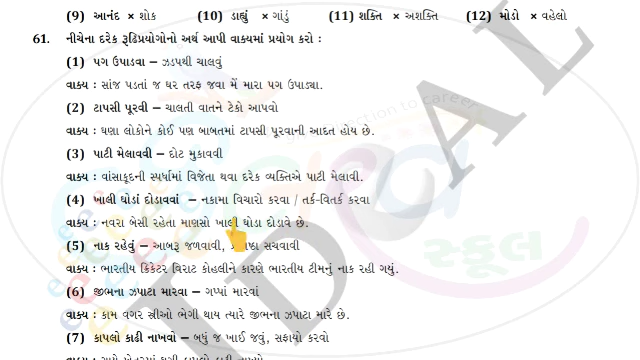 (9) આનંદ × શોક (10) ડાહ્યું × ગાંડું (11) શક્તિ × અશક્તિ (12) મોડો × વહેલો
61. નીચેના દરેક રૂઢિપ્રયોગોનો અર્થ આપી વાક્યમાં પ્રયોગ કરો :
(1) પગ ઉપાડવા – ઝડપથી ચાલવું
વાક્ય : સાંજ પડતાં જ ઘર તરફ જવા મેં મારા પગ ઉપાડ્યા.
(2) ટાપસી પૂરવી – ચાલતી વાતને ટેકો આપવો
વાક્ય : ઘણા લોકોને કોઈ પણ બાબતમાં ટાપસી પૂરવાની આદત હોય છે.
(3) પાટી મેલાવવી – દોટ મુકાવવી
વાક્ય : વાંસાકૂદની સ્પર્ધામાં વિજેતા થવા દરેક વ્યક્તિએ પાટી મેલાવી.
(4) ખાલી ઘોડાં દોડાવવાં – નકામા વિચારો કરવા / તર્ક-વિતર્ક કરવા
વાક્ય : નવરા બેસી રહેતા માણસો ખાલી ઘોડા દોડાવે છે.
(5) નાક રહેવું – આબરૂ જળવાવી, સચવાવી
વાક્ય : ભારતીય ક્રિકેટર વિરાટ કોહલીને કારણે ભારતીય ટીમનું નાક રહી ગયું.
(6) જીભના ઝપાટા મારવા – ગપ્પાં મારવાં
વાક્ય : કામ વગર સ્ત્રીઓ ભેગી થાય ત્યારે જીભના ઝપાટા મારે છે.
(7) કાપલો કાઢી નાખવો – બધું જ ખાઈ જવું, સફાયો કરવો
IDEAL
સ્કૂલ